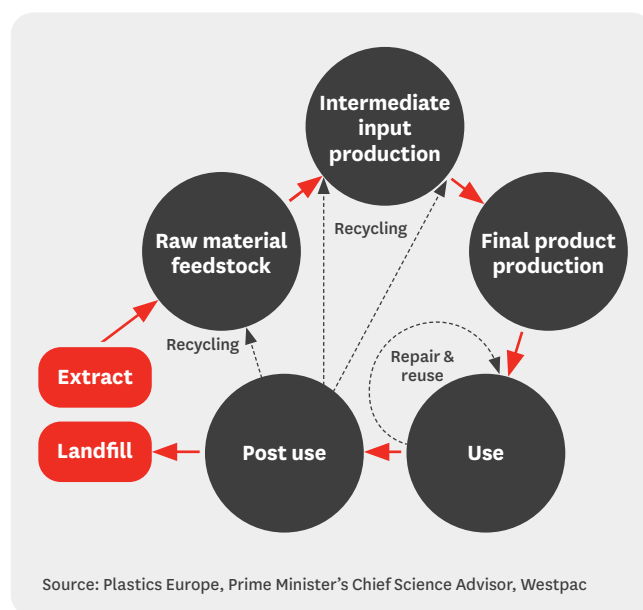 Intermediate
input
production
Recycling
Raw material
feedstock
Final product
production
Recycling
Extract
Repair &
reuse
Landfill
Post use
Use
Source: Plastics Europe, Prime Minister’s Chief Science Advisor, Westpac